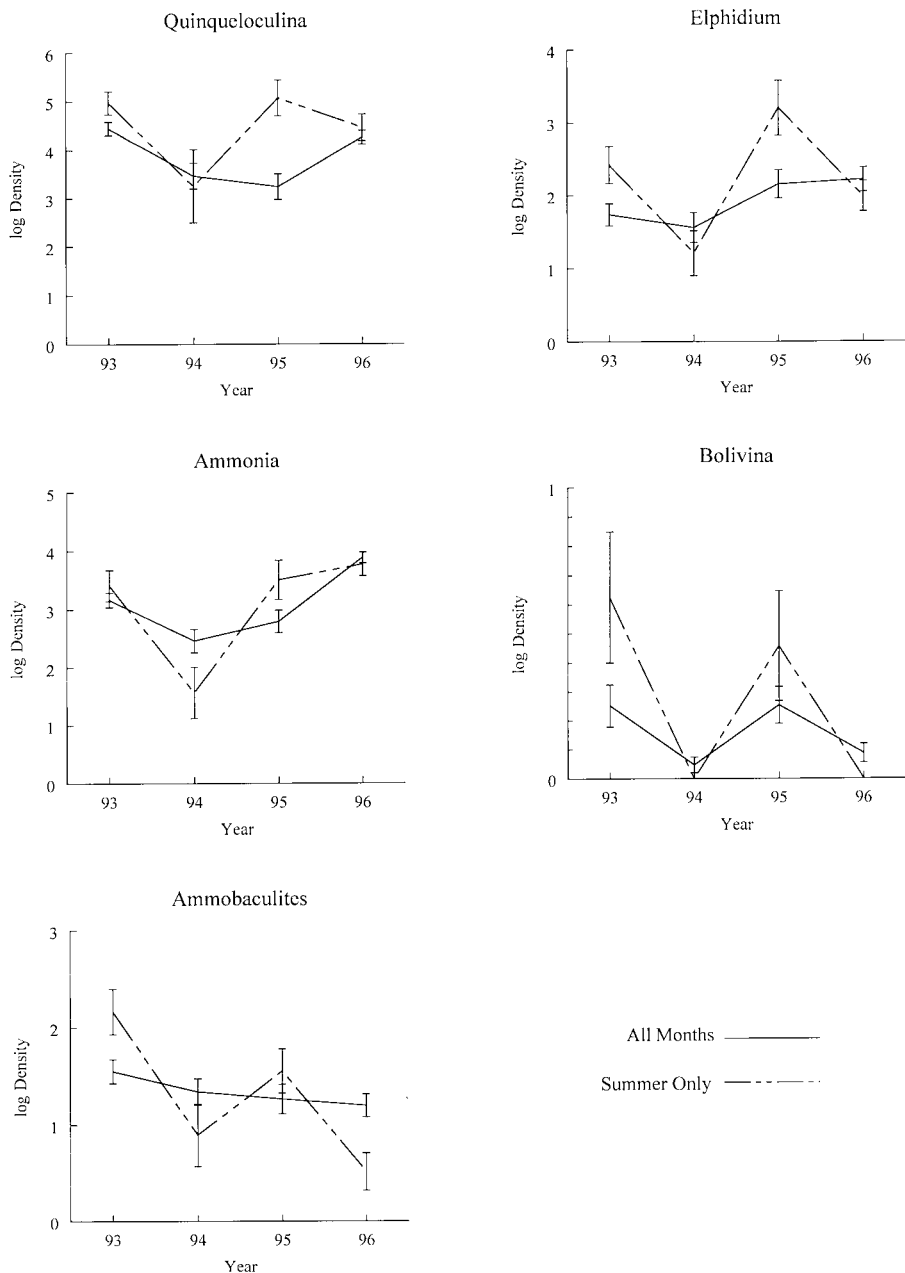 Quinqueloculina
6
5
4
3
2
1
0
log Density
93 94 95 96
Year
Elphidium
4
3
2
1
0
log Density
93 94 95 96
Year
Ammonia
5
4
3
2
1
0
log Density
93 94 95 96
Year
Bolivina
1
0
log Density
93 94 95 96
Year
Ammobaculites
3
2
1
0
log Density
93 94 95 96
Year
All Months
Summer Only